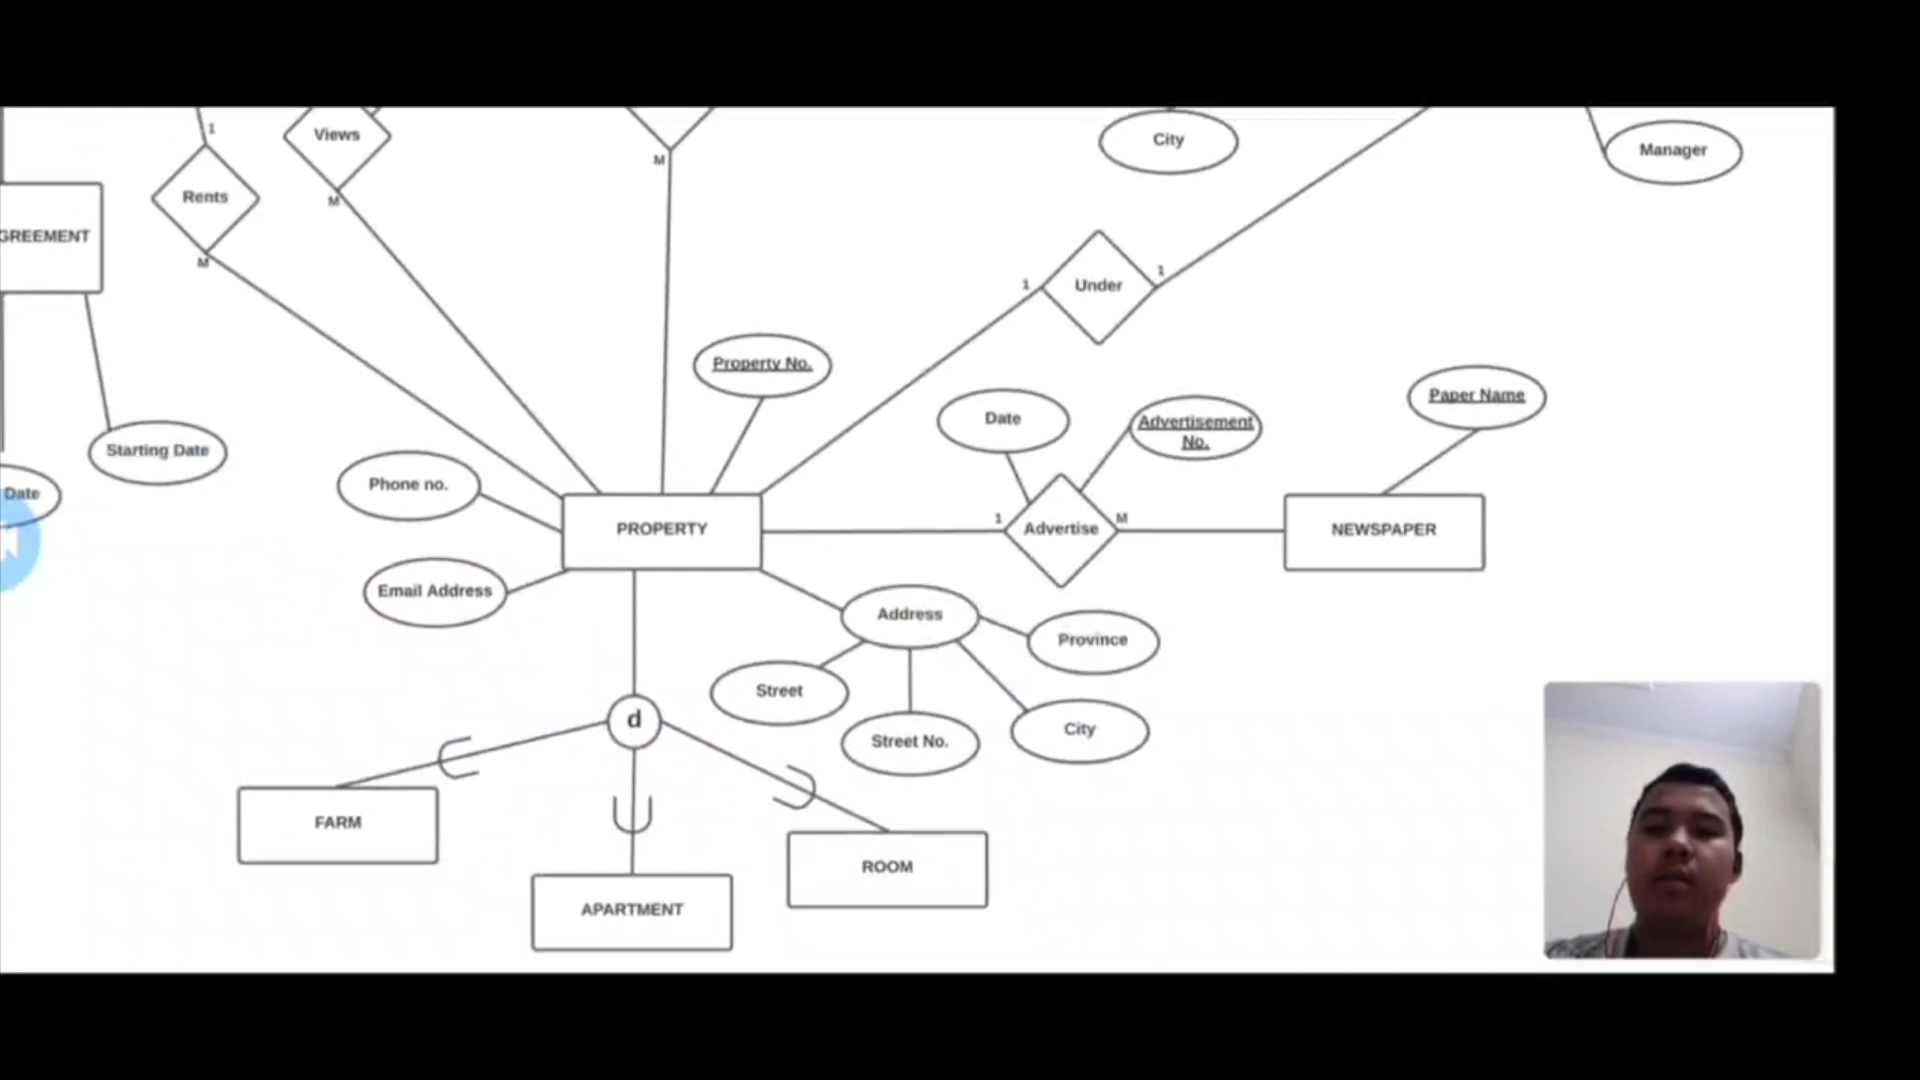 1
Views
M
City
Manager
M
Rents
GREEMENT
M
1
Under
1
Property No.
Paper Name
Date
Advertisement
No.
Starting Date
Phone no.
Date
PROPERTY
1
Advertise
M
NEWSPAPER
Email Address
Address
Province
Street
d
Street No.
City
FARM
ROOM
APARTMENT